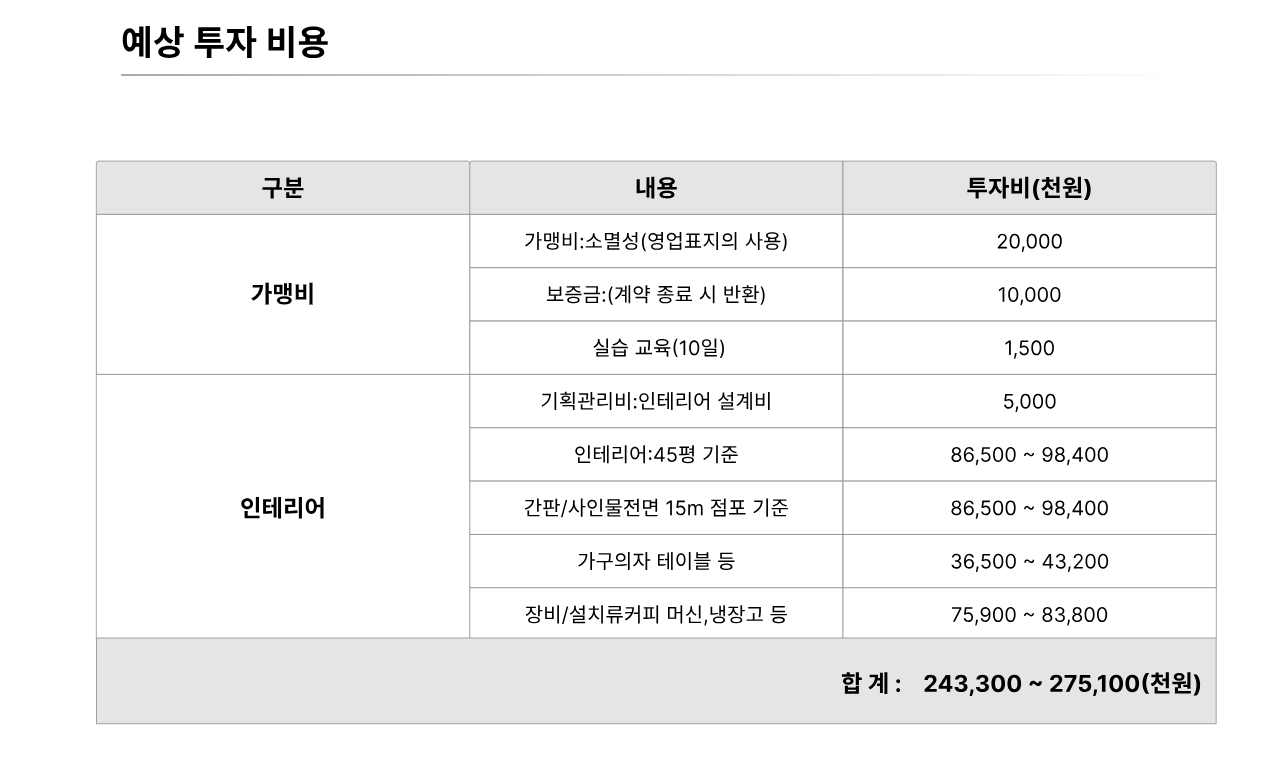 예상 투자 비용
구분 내용 투자비(천원)
가맹비
가맹비:소멸성(영업표지의 사용) 20,000
보증금:(계약 종료 시 반환) 10,000
실습 교육(10일) 1,500
인테리어
기획관리비:인테리어 설계비 5,000
인테리어:45평 기준 86,500 ~ 98,400
간판/사인물전면 15m 점포 기준 86,500 ~ 98,400
가구의자 테이블 등 36,500 ~ 43,200
장비/설치류커피 머신,냉장고 등 75,900 ~ 83,800
합 계 : 243,300 ~ 275,100(천원)